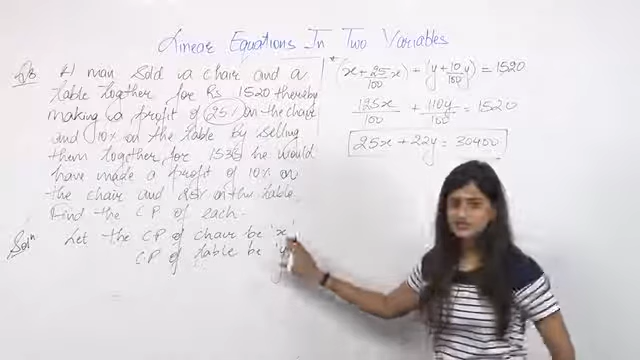 Linear Equations In Two Variables
Q8 A man sold a chair and a
table together for Rs 1520 thereby
making a profit of 25% on the chair
and 10% on the table by selling
them together for 1535 he would
have made a profit of 10% on
the chair and 25% on the table.
Find the C.P of each.
Solⁿ Let the C.P of chair be 'x'
C.P of table be 'y'
* (x + 25/100 x) + (y + 10/100 y) = 1520
125x/100 + 110y/100 = 1520
25x + 22y = 30400